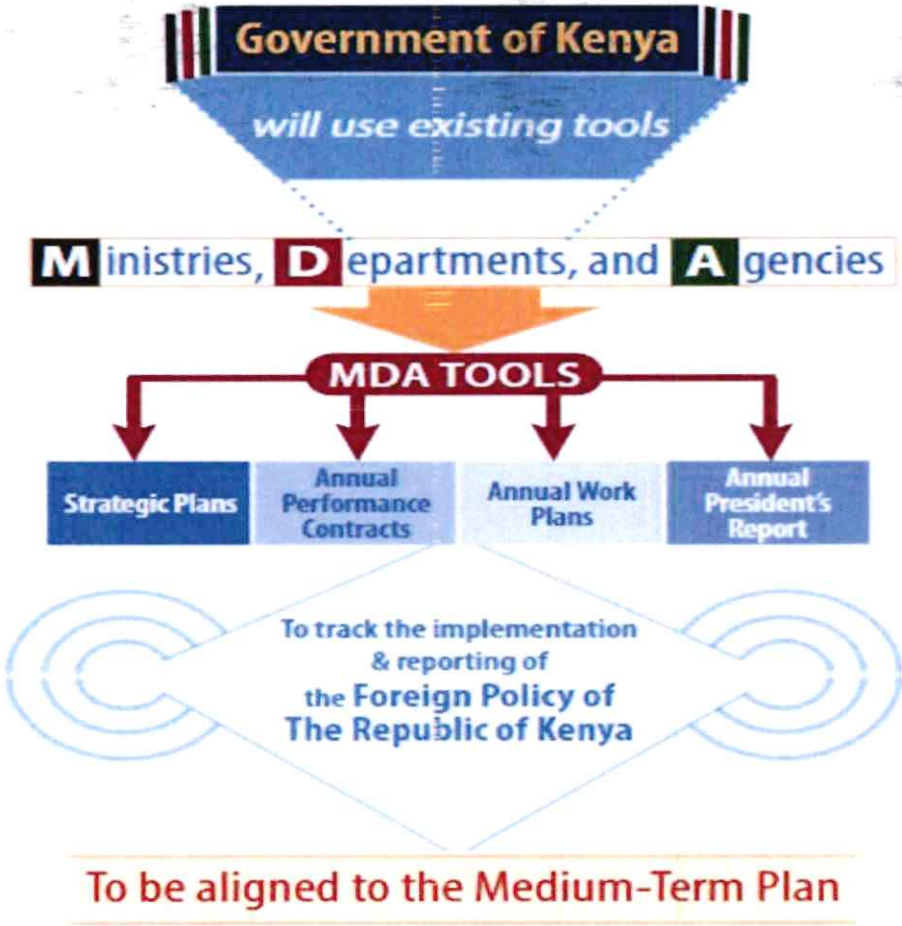 Government of Kenya
will use existing tools
Ministries, Departments, and Agencies
MDA TOOLS
Strategic Plans
Annual
Performance
Contracts
Annual Work
Plans
Annual
President's
Report
To track the implementation
& reporting of
the Foreign Policy of
The Republic of Kenya
To be aligned to the Medium-Term Plan